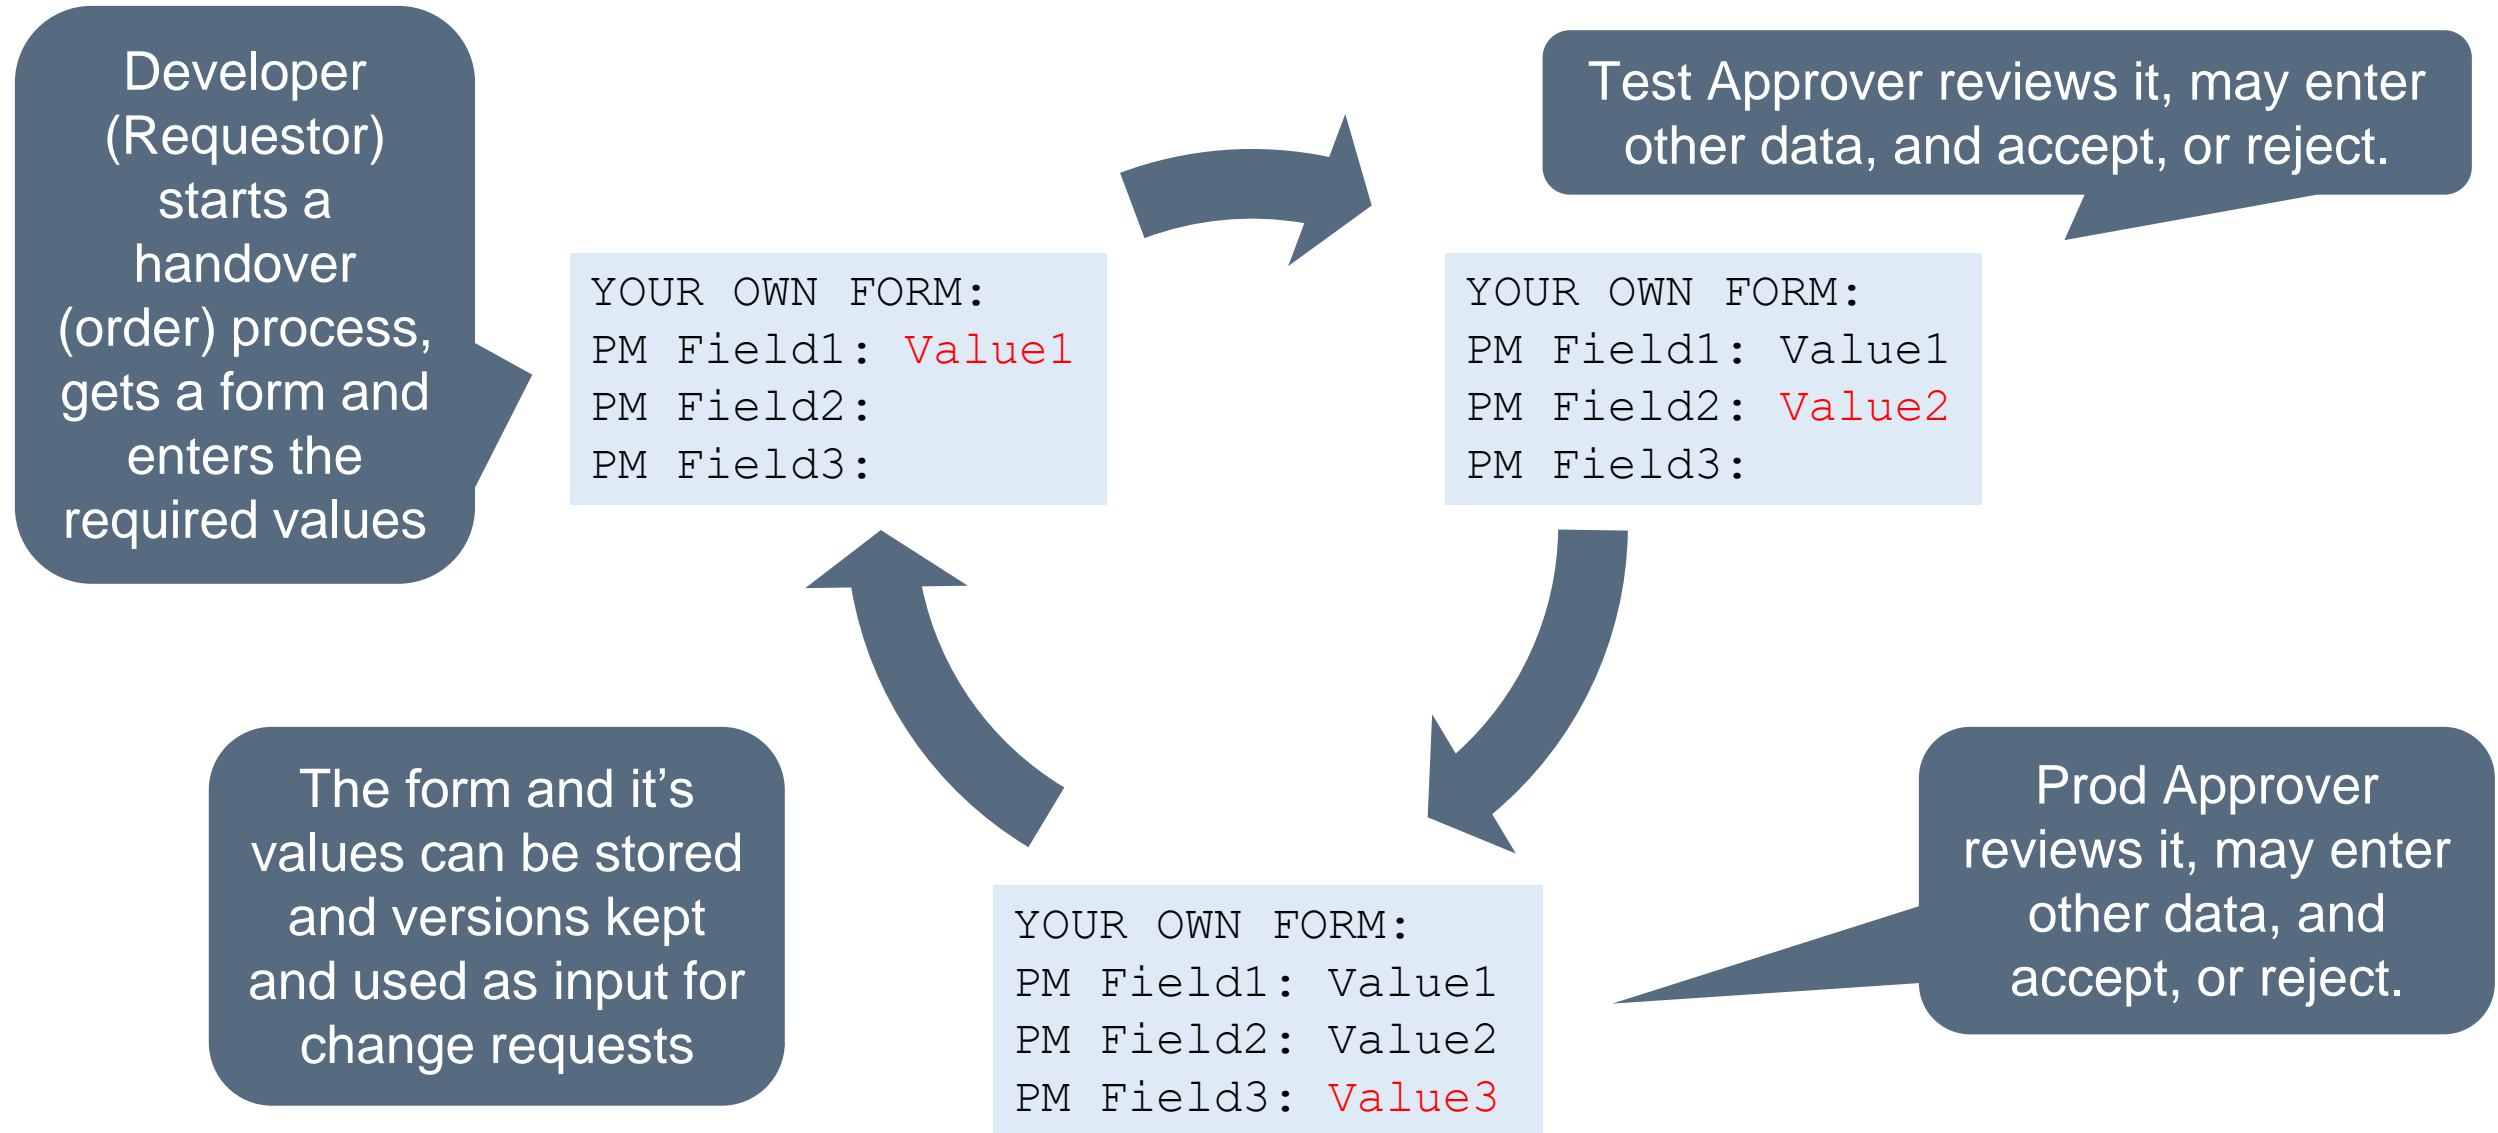 Developer
(Requestor)
starts a
handover
(order) process,
gets a form and
enters the
required values
YOUR OWN FORM:
PM Field1: Value1
PM Field2:
PM Field3:
Test Approver reviews it, may enter
other data, and accept, or reject.
YOUR OWN FORM:
PM Field1: Value1
PM Field2: Value2
PM Field3:
Prod Approver
reviews it, may enter
other data, and
accept, or reject.
YOUR OWN FORM:
PM Field1: Value1
PM Field2: Value2
PM Field3: Value3
The form and it’s
values can be stored
and versions kept
and used as input for
change requests